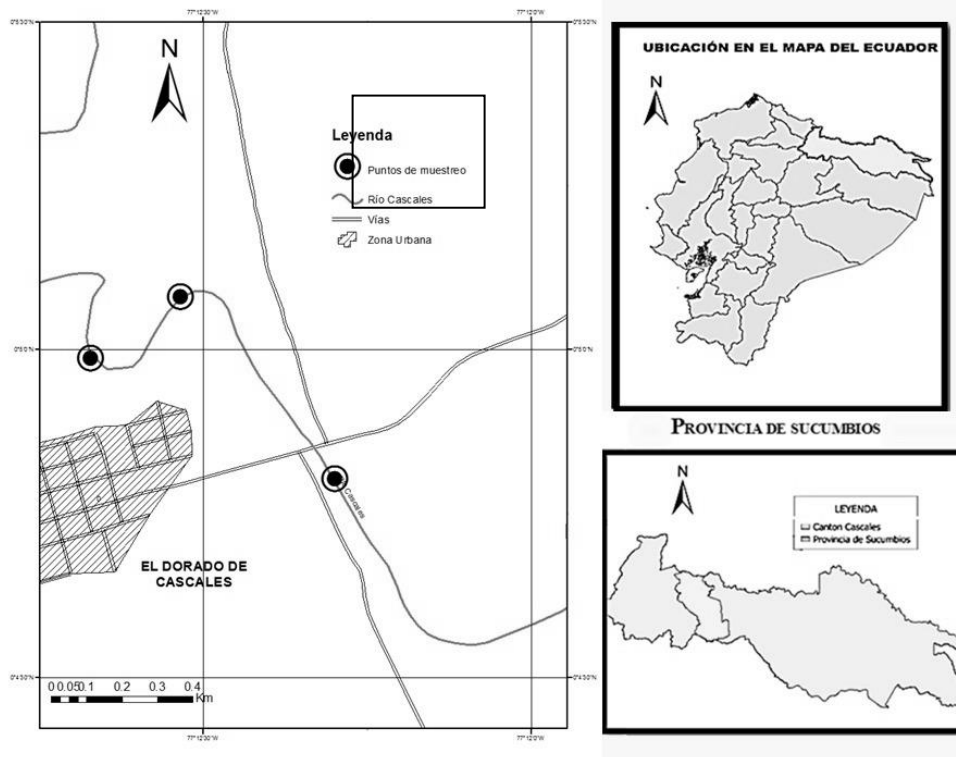 77°12'30"W
77°12'0"W
0°5'30"N
0°5'30"N
N
Leyenda
Puntos de muestreo
Río Cascales
Vías
Zona Urbana
0°5'0"N
0°5'0"N
Cascales
EL DORADO DE
CASCALES
0°4'30"N
0°4'30"N
0 0.05 0.1 0.2 0.3 0.4
Km
77°12'30"W
77°12'0"W
UBICACIÓN EN EL MAPA DEL ECUADOR
N
PROVINCIA DE SUCUMBIOS
N
LEYENDA
Canton Cascales
Provincia de Sucumbios